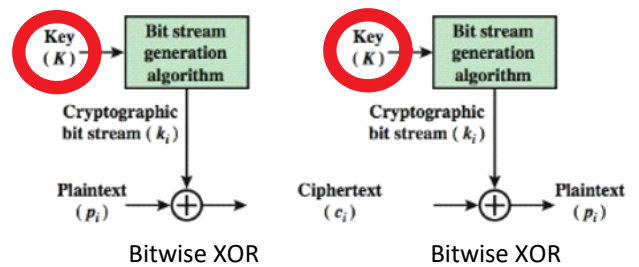 Key
(K)
Bit stream
generation
algorithm
Cryptographic
bit stream (kᵢ)
Plaintext
(pᵢ)
Bitwise XOR
Key
(K)
Bit stream
generation
algorithm
Cryptographic
bit stream (kᵢ)
Ciphertext
(cᵢ)
Plaintext
(pᵢ)
Bitwise XOR